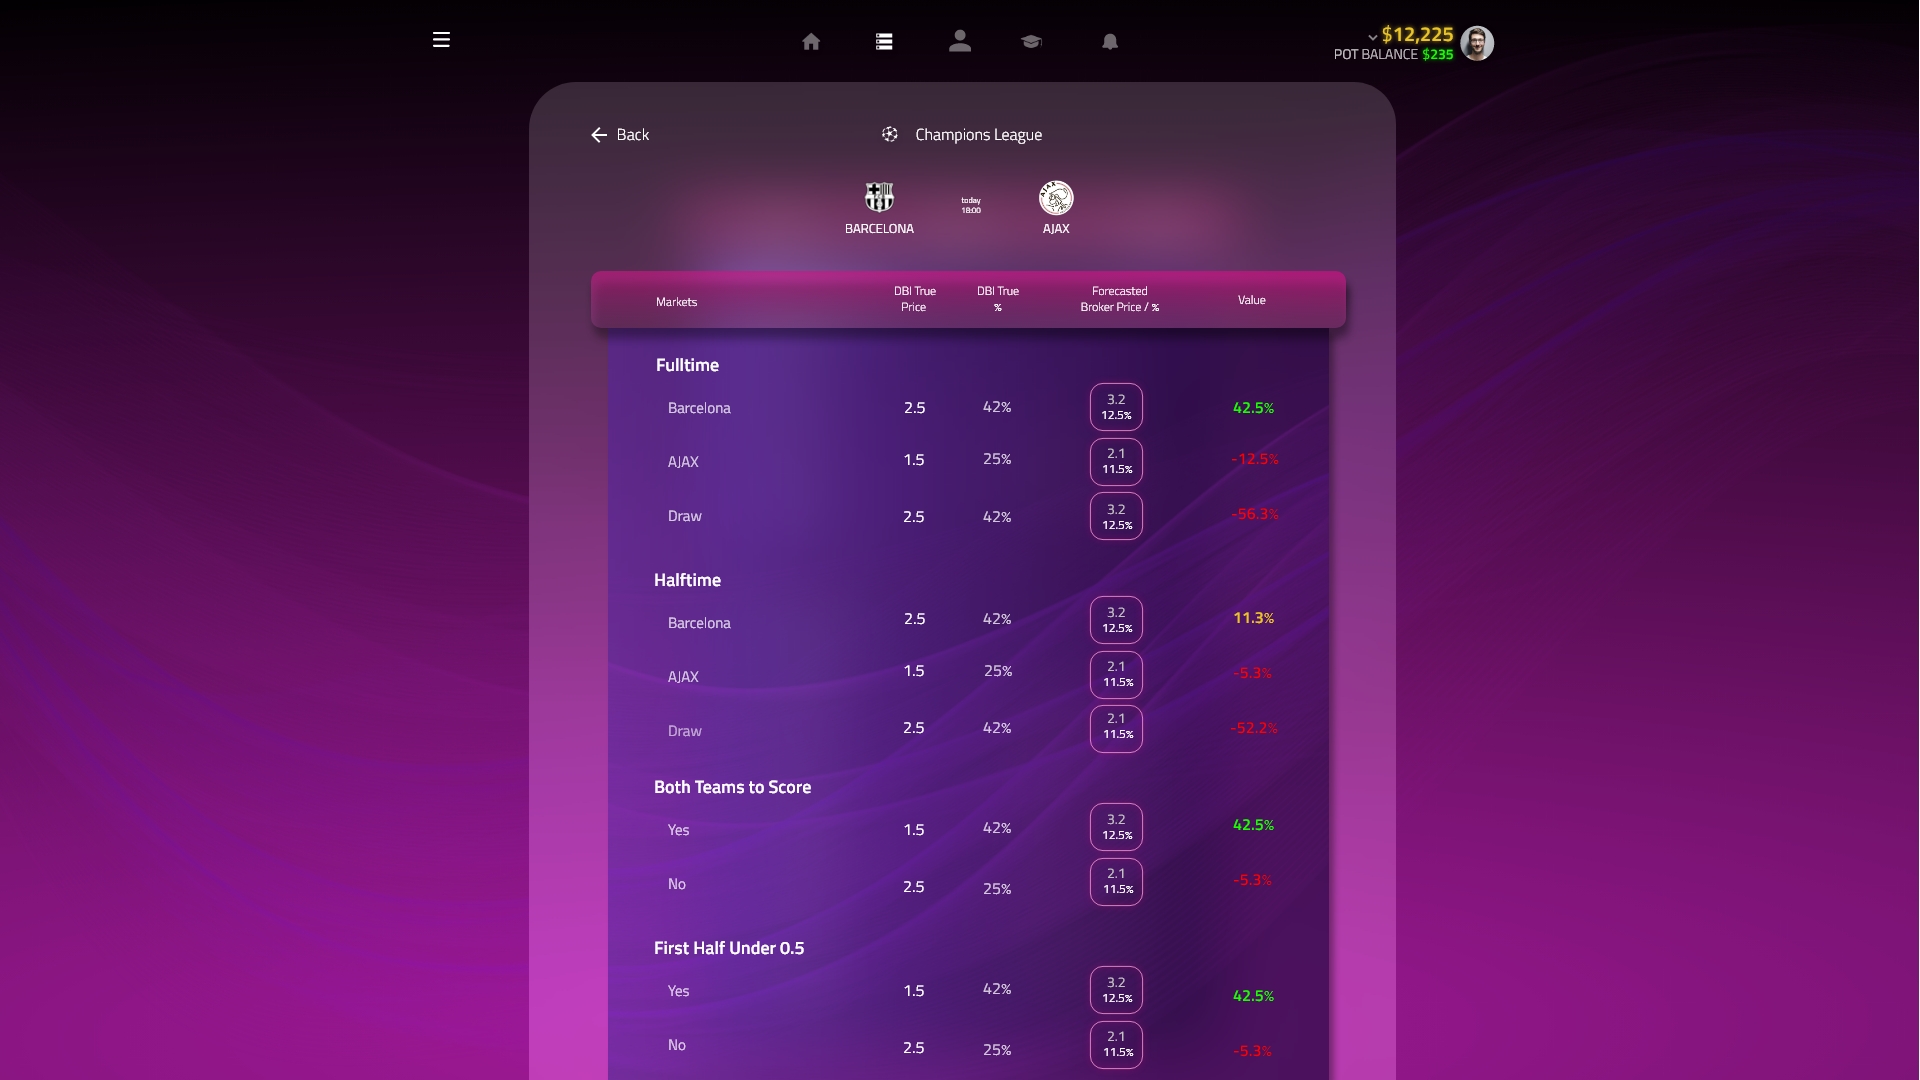 $12,225
POT BALANCE $235
Back
Champions League
BARCELONA
today
18:00
AJAX
AJAX
Markets
DBI True
Price
DBI True
%
Forecasted
Broker Price / %
Value
Fulltime
Barcelona 2.5 42% 3.2 12.5% 42.5%
AJAX 1.5 25% 2.1 11.5% -12.5%
Draw 2.5 42% 3.2 12.5% -56.3%
Halftime
Barcelona 2.5 42% 3.2 12.5% 11.3%
AJAX 1.5 25% 2.1 11.5% -5.3%
Draw 2.5 42% 2.1 11.5% -52.2%
Both Teams to Score
Yes 1.5 42% 3.2 12.5% 42.5%
No 2.5 25% 2.1 11.5% -5.3%
First Half Under 0.5
Yes 1.5 42% 3.2 12.5% 42.5%
No 2.5 25% 2.1 11.5% -5.3%